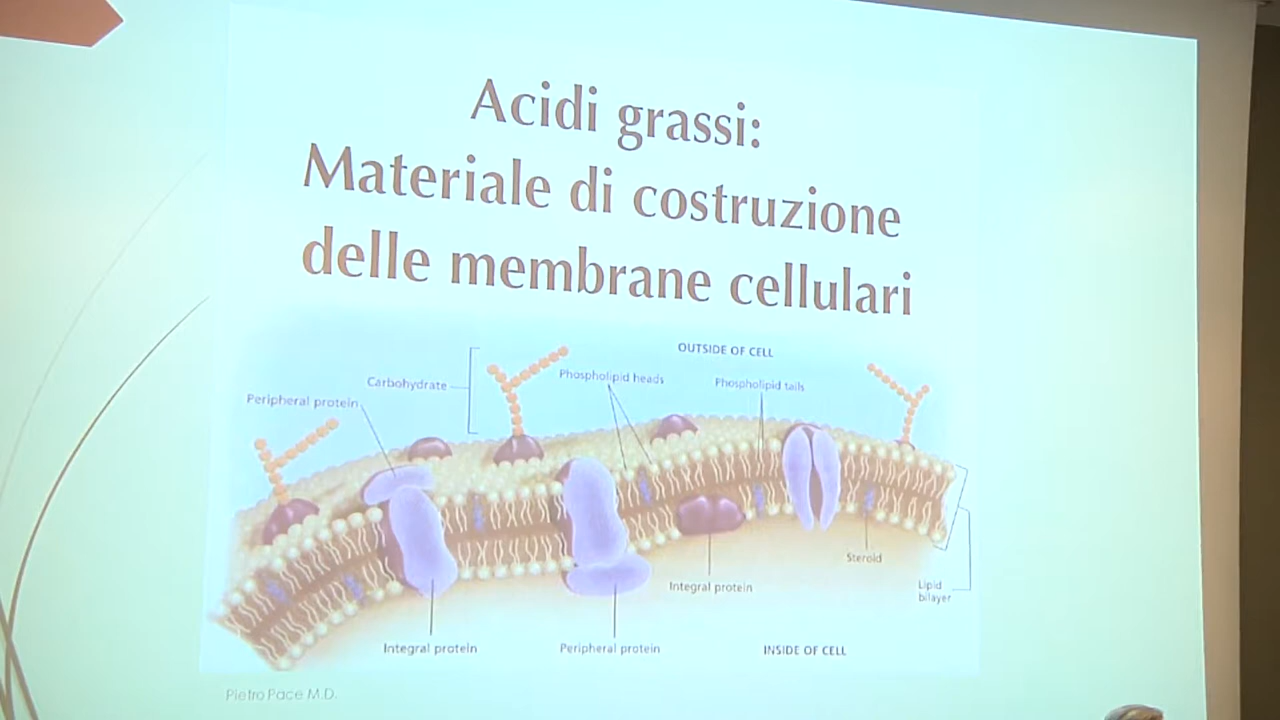 Acidi grassi:
Materiale di costruzione
delle membrane cellulari
OUTSIDE OF CELL
Carbohydrate
Phospholipid heads
Phospholipid tails
Peripheral protein
Steroid
Integral protein
Lipid
bilayer
Integral protein
Peripheral protein
INSIDE OF CELL
Pietro Pace M.D.